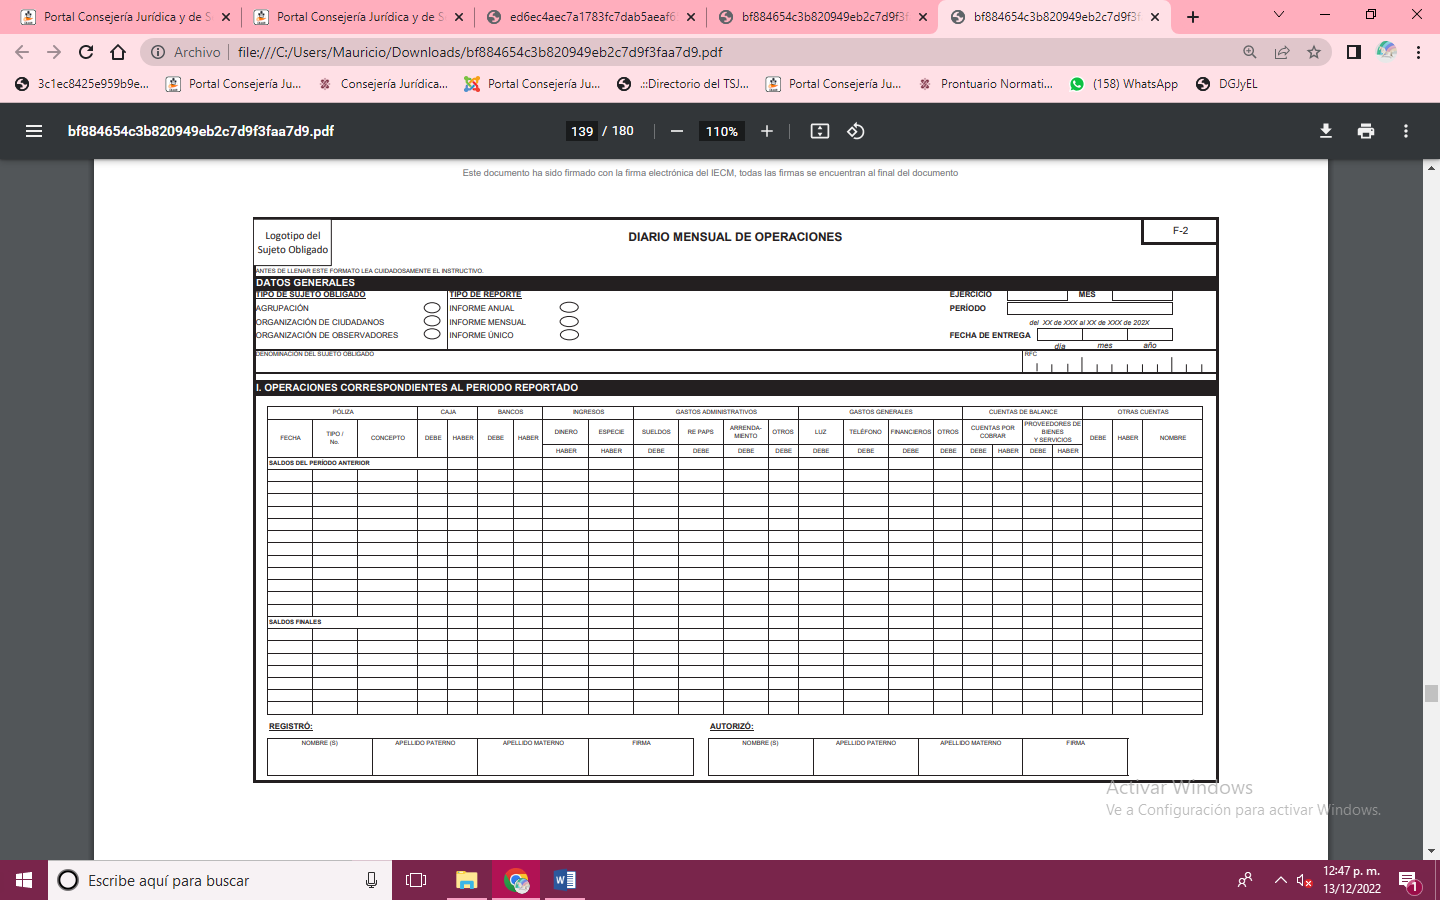 Portal Consejería Jurídica y de S
Portal Consejería Jurídica y de S
ed6ec4aec7a1783fc7dab5aeaf6
bf884654c3b820949eb2c7d9f3f
bf884654c3b820949eb2c7d9f3f
Archivo
file:///C:/Users/Mauricio/Downloads/bf884654c3b820949eb2c7d9f3faa7d9.pdf
3c1ec8425e959b9e...
Portal Consejería Ju...
Consejería Jurídica...
Portal Consejería Ju...
.::Directorio del TSJ...
Portal Consejería Ju...
Prontuario Normati...
(158) WhatsApp
DGJyEL
bf884654c3b820949eb2c7d9f3faa7d9.pdf
139 / 180
110%
Este documento ha sido firmado con la firma electrónica del IECM, todas las firmas se encuentran al final del documento
Logotipo del
Sujeto Obligado
DIARIO MENSUAL DE OPERACIONES
F-2
ANTES DE LLENAR ESTE FORMATO LEA CUIDADOSAMENTE EL INSTRUCTIVO.
DATOS GENERALES
TIPO DE SUJETO OBLIGADO
TIPO DE REPORTE
EJERCICIO
MES
AGRUPACIÓN
INFORME ANUAL
PERÍODO
ORGANIZACIÓN DE CIUDADANOS
INFORME MENSUAL
del XX de XXX al XX de XXX de 202X
ORGANIZACIÓN DE OBSERVADORES
INFORME ÚNICO
FECHA DE ENTREGA
día
mes
año
DENOMINACIÓN DEL SUJETO OBLIGADO
RFC
I. OPERACIONES CORRESPONDIENTES AL PERIODO REPORTADO
PÓLIZA
CAJA
BANCOS
INGRESOS
GASTOS ADMINISTRATIVOS
GASTOS GENERALES
CUENTAS DE BALANCE
OTRAS CUENTAS
FECHA
TIPO /
No.
CONCEPTO
DEBE
HABER
DEBE
HABER
DINERO
ESPECIE
SUELDOS
RE PAPS
ARRENDA-
MIENTO
OTROS
LUZ
TELÉFONO
FINANCIEROS
OTROS
CUENTAS POR
COBRAR
PROVEEDORES DE
BIENES
Y SERVICIOS
DEBE
HABER
NOMBRE
HABER
HABER
DEBE
DEBE
DEBE
DEBE
DEBE
DEBE
DEBE
DEBE
DEBE
HABER
DEBE
HABER
SALDOS DEL PERÍODO ANTERIOR
SALDOS FINALES
REGISTRÓ:
AUTORIZÓ:
NOMBRE (S)
APELLIDO PATERNO
APELLIDO MATERNO
FIRMA
NOMBRE (S)
APELLIDO PATERNO
APELLIDO MATERNO
FIRMA
Activar Windows
Ve a Configuración para activar Windows.
Escribe aquí para buscar
12:47 p. m.
13/12/2022
1